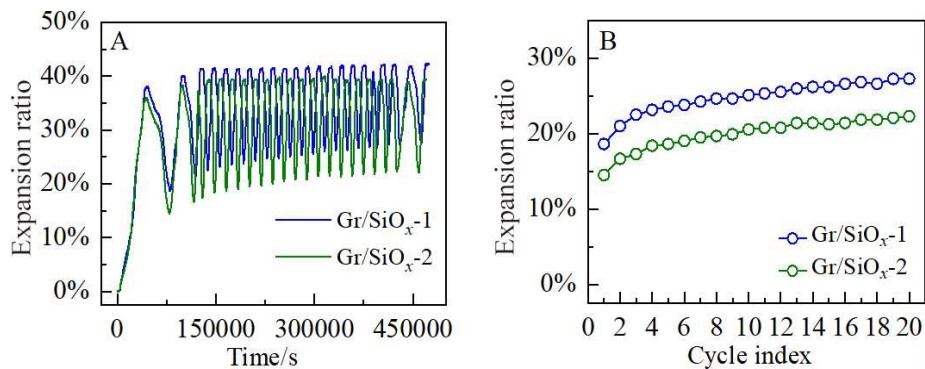 A
Expansion ratio
50%
40%
30%
20%
10%
0%
Gr/SiOₓ-1
Gr/SiOₓ-2
0 150000 300000 450000
Time/s
B
Expansion ratio
30%
20%
10%
0%
Gr/SiOₓ-1
Gr/SiOₓ-2
0 2 4 6 8 10 12 14 16 18 20
Cycle index